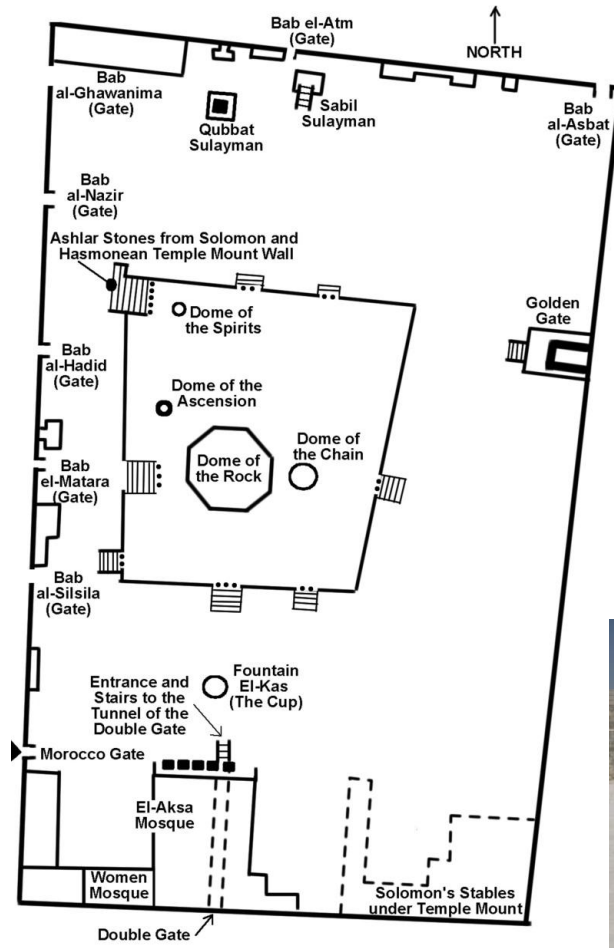 Bab el-Atm
(Gate)
NORTH
Bab
al-Ghawanima
(Gate)
Qubbat
Sulayman
Sabil
Sulayman
Bab
al-Asbat
(Gate)
Bab
al-Nazir
(Gate)
Ashlar Stones from Solomon and
Hasmonean Temple Mount Wall
Dome of
the Spirits
Golden
Gate
Bab
al-Hadid
(Gate)
Dome of the
Ascension
Dome of
the Rock
Dome of
the Chain
Bab
el-Matara
(Gate)
Bab
al-Silsila
(Gate)
Entrance and
Stairs to the
Tunnel of the
Double Gate
Fountain
El-Kas
(The Cup)
Morocco Gate
El-Aksa
Mosque
Women
Mosque
Solomon's Stables
under Temple Mount
Double Gate